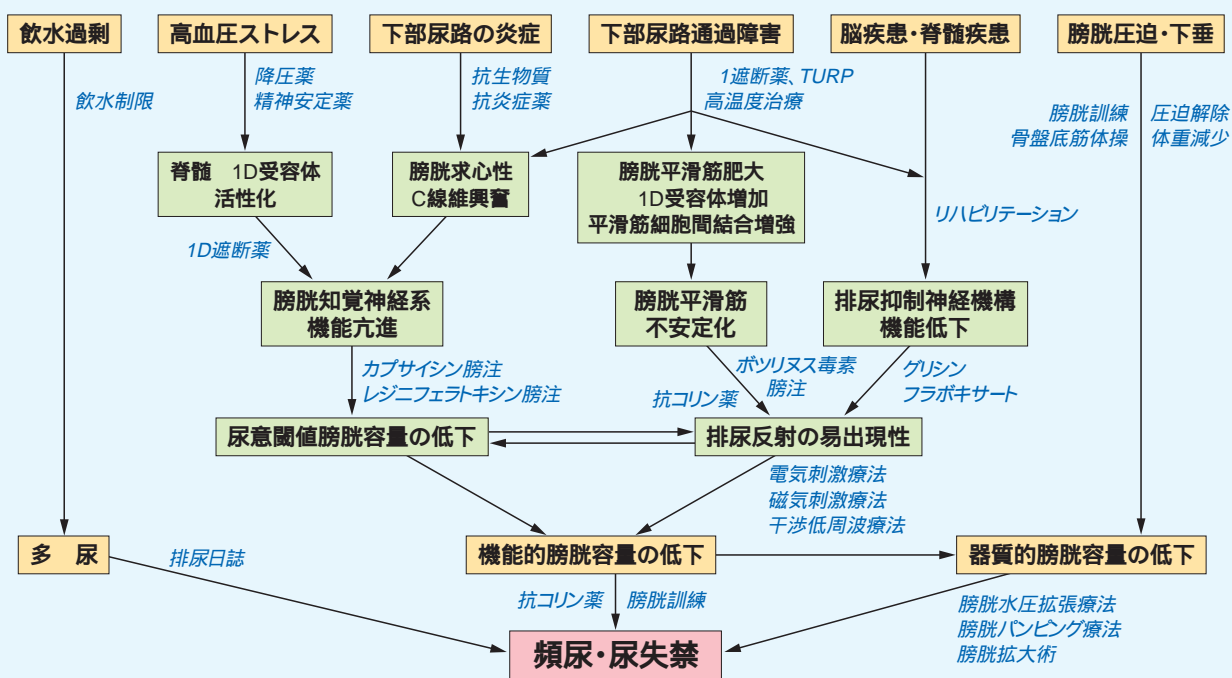 飲水過剰
高血圧ストレス
下部尿路の炎症
下部尿路通過障害
脳疾患・脊髄疾患
膀胱圧迫・下垂
飲水制限
降圧薬
精神安定薬
抗生物質
抗炎症薬
1遮断薬、TURP
高温度治療
膀胱訓練
骨盤底筋体操
圧迫解除
体重減少
脊髄 1D受容体
活性化
膀胱求心性
C線維興奮
膀胱平滑筋肥大
1D受容体増加
平滑筋細胞間結合増強
リハビリテーション
1D遮断薬
膀胱知覚神経系
機能亢進
膀胱平滑筋
不安定化
排尿抑制神経機構
機能低下
カプサイシン膀注
レジニフェラトキシン膀注
ボツリヌス毒素
膀注
抗コリン薬
グリシン
フラボキサート
尿意閾値膀胱容量の低下
排尿反射の易出現性
電気刺激療法
磁気刺激療法
干渉低周波療法
多 尿
排尿日誌
機能的膀胱容量の低下
器質的膀胱容量の低下
抗コリン薬
膀胱訓練
膀胱水圧拡張療法
膀胱パンピング療法
膀胱拡大術
頻尿・尿失禁